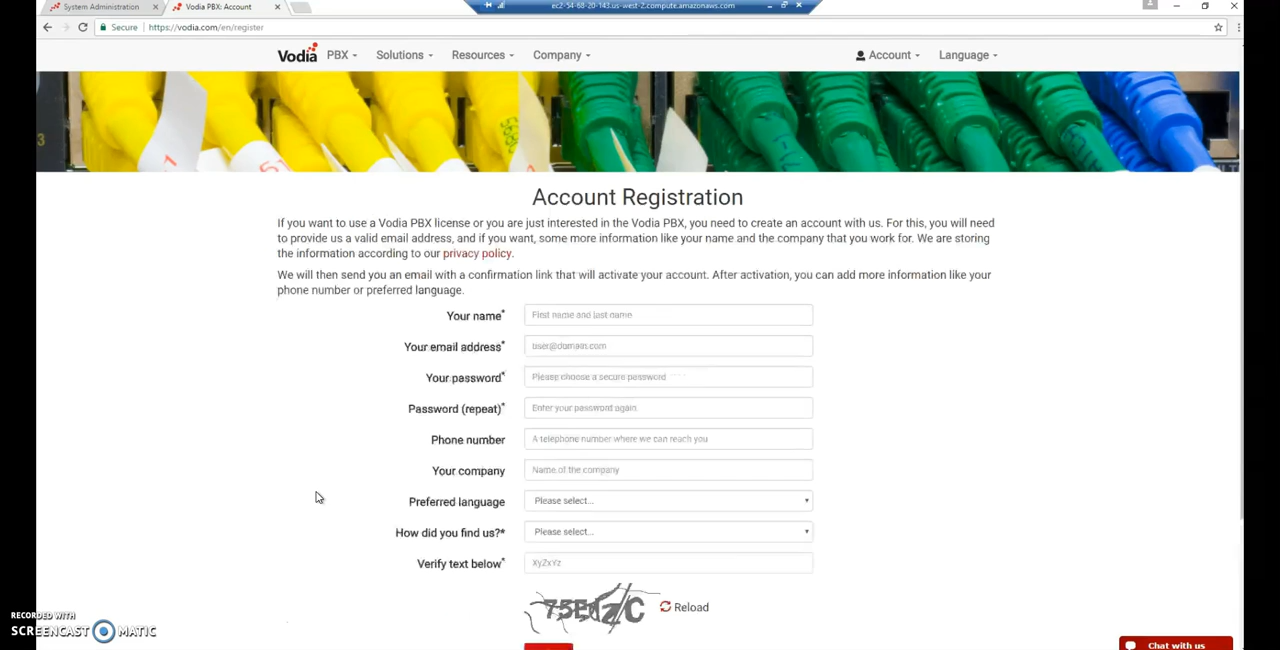 System Administration
Vodia PBX: Account
ec2-54-68-20-143.us-west-2.compute.amazonaws.com
Secure
https://vodia.com/en/register
Vodia
PBX
Solutions
Resources
Company
Account
Language
Account Registration
If you want to use a Vodia PBX license or you are just interested in the Vodia PBX, you need to create an account with us. For this, you will need
to provide us a valid email address, and if you want, some more information like your name and the company that you work for. We are storing
the information according to our privacy policy.
We will then send you an email with a confirmation link that will activate your account. After activation, you can add more information like your
phone number or preferred language.
Your name*
First name and last name
Your email address*
user@domain.com
Your password*
Please choose a secure password
Password (repeat)*
Enter your password again
Phone number
A telephone number where we can reach you
Your company
Name of the company
Preferred language
Please select...
How did you find us?*
Please select...
Verify text below*
XyZxYz
Reload
RECORDED WITH
SCREENCAST MATIC
Chat with us